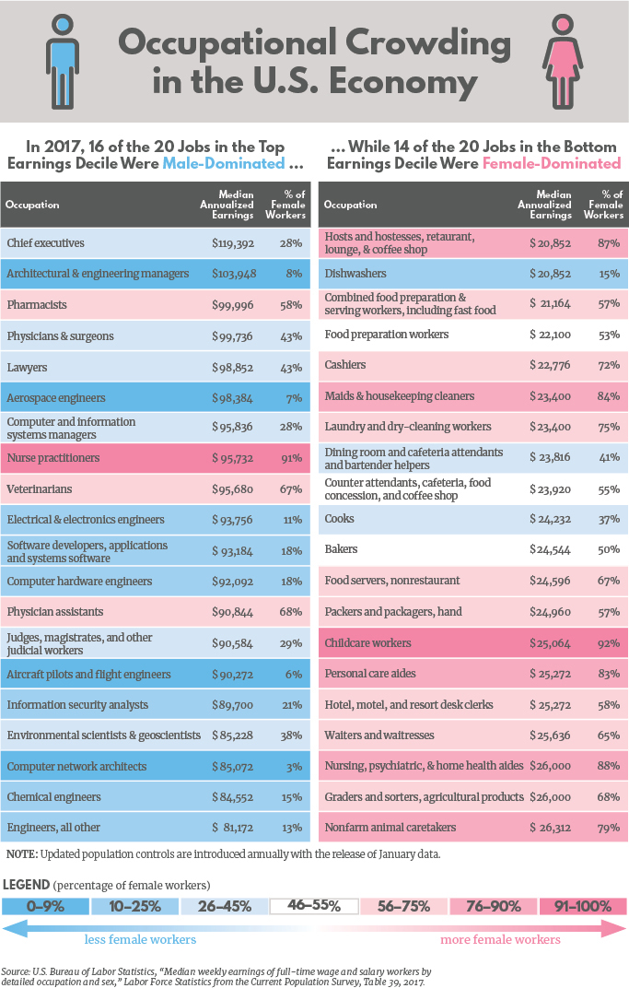 Occupational Crowding
in the U.S. Economy
In 2017, 16 of the 20 Jobs in the Top
Earnings Decile Were Male-Dominated ...
Occupation Median Annualized Earnings % of Female Workers
Chief executives $119,392 28%
Architectural & engineering managers $103,948 8%
Pharmacists $99,996 58%
Physicians & surgeons $99,736 43%
Lawyers $98,852 43%
Aerospace engineers $98,384 7%
Computer and information
systems managers $95,836 28%
Nurse practitioners $95,732 91%
Veterinarians $95,680 67%
Electrical & electronics engineers $93,756 11%
Software developers, applications
and systems software $93,184 18%
Computer hardware engineers $92,092 18%
Physician assistants $90,844 68%
Judges, magistrates, and other
judicial workers $90,584 29%
Aircraft pilots and flight engineers $90,272 6%
Information security analysts $89,700 21%
Environmental scientists & geoscientists $85,228 38%
Computer network architects $85,072 3%
Chemical engineers $84,552 15%
Engineers, all other $ 81,172 13%
... While 14 of the 20 Jobs in the Bottom
Earnings Decile Were Female-Dominated
Occupation Median Annualized Earnings % of Female Workers
Hosts and hostesses, retaurant,
lounge, & coffee shop $20,852 87%
Dishwashers $20,852 15%
Combined food preparation &
serving workers, including fast food $ 21,164 57%
Food preparation workers $ 22,100 53%
Cashiers $ 22,776 72%
Maids & housekeeping cleaners $23,400 84%
Laundry and dry-cleaning workers $23,400 75%
Dining room and cafeteria attendants
and bartender helpers $ 23,816 41%
Counter attendants, cafeteria, food
concession, and coffee shop $23,920 55%
Cooks $ 24,232 37%
Bakers $24,544 50%
Food servers, nonrestaurant $24,596 67%
Packers and packagers, hand $24,960 57%
Childcare workers $25,064 92%
Personal care aides $ 25,272 83%
Hotel, motel, and resort desk clerks $ 25,272 58%
Waiters and waitresses $25,636 65%
Nursing, psychiatric, & home health aides $26,000 88%
Graders and sorters, agricultural products $26,000 68%
Nonfarm animal caretakers $ 26,312 79%
NOTE: Updated population controls are introduced annually with the release of January data.
LEGEND (percentage of female workers)
0–9% 10–25% 26–45% 46–55% 56–75% 76–90% 91–100%
less female workers more female workers
Source: U.S. Bureau of Labor Statistics, “Median weekly earnings of full-time wage and salary workers by
detailed occupation and sex,” Labor Force Statistics from the Current Population Survey, Table 39, 2017.